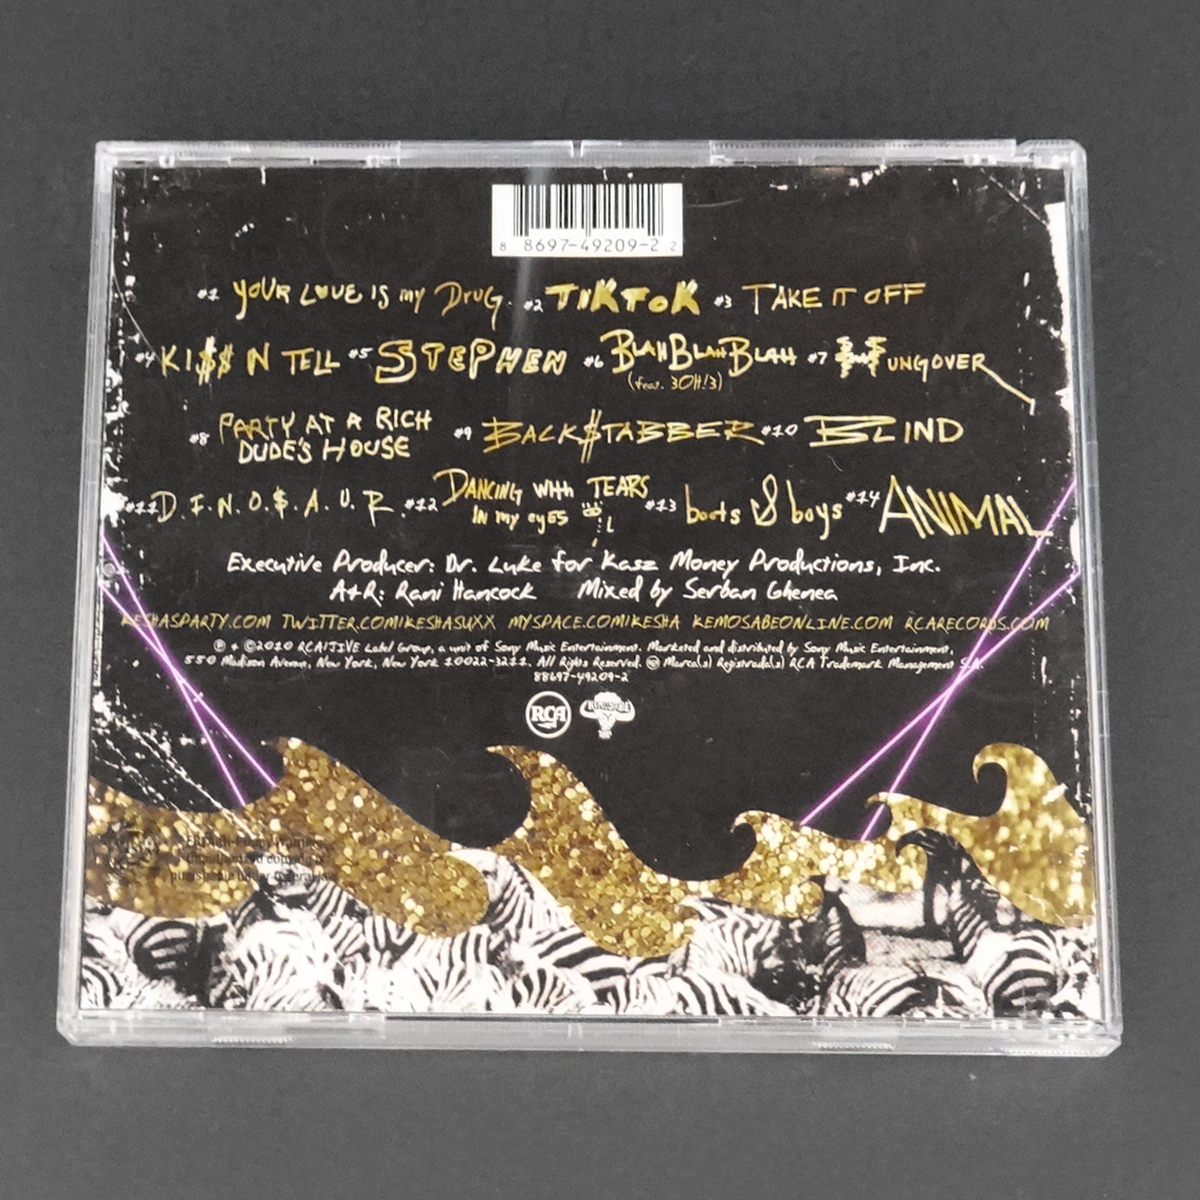 8 8697-49209-2 2
#1 YOUR LOVE IS my DRUG #2 TiK ToK #3 TAKE IT OFF
#4 KI$$ N TELL #5 STEPHEN #6 BLAH BLAH BLAH #7 HUNGOVER
(feat. 3OH!3)
#8 PARTY AT A RICH DUDE'S HOUSE #9 BACK$TABBER #10 BLIND
#11 D.I.N.O.$.A.U.R. #12 DANCING WITH TEARS IN my eyes #13 boots & boys #14 ANIMAL
Executive Producer: Dr. Luke for Kasz Money Productions, Inc.
A+R: Rani Hancock Mixed by Serban Ghenea
KESHASPARTY.COM TWITTER.COM/KESHASUXX MYSPACE.COM/KESHA KEMOSABEONLINE.COM RCARECORDS.COM
℗ + ©2010 RCA/JIVE Label Group, a unit of Sony Music Entertainment. Marketed and distributed by Sony Music Entertainment,
550 Madison Avenue, New York, New York 10022-3211. All Rights Reserved. Marca(s) Registrada(s) RCA Trademark Management S.A.
88697-49209-2
RCA KEMOSABE